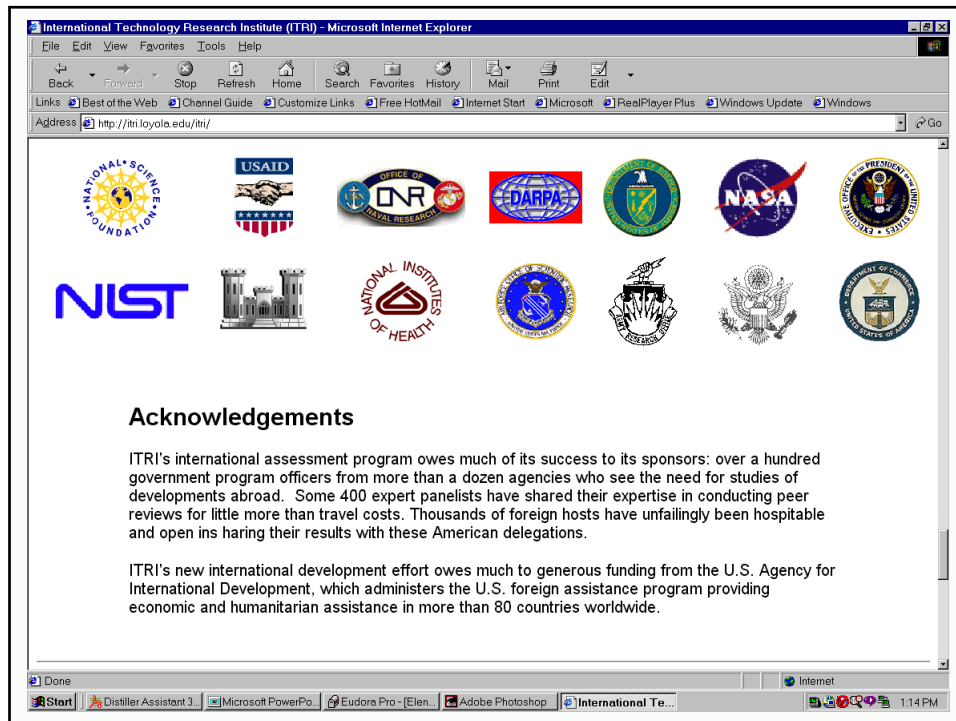 International Technology Research Institute (ITRI) - Microsoft Internet Explorer
File Edit View Favorites Tools Help
Back Forward Stop Refresh Home Search Favorites History Mail Print Edit
Links Best of the Web Channel Guide Customize Links Free HotMail Internet Start Microsoft RealPlayer Plus Windows Update Windows
Address http://itri.loyola.edu/itri/ Go
NATIONAL SCIENCE FOUNDATION
USAID
OFFICE OF ONR NAVAL RESEARCH
DARPA
NASA
EXECUTIVE OFFICE OF THE PRESIDENT OF THE UNITED STATES
NIST
NATIONAL INSTITUTES OF HEALTH
ARMY RESEARCH OFFICE
DEPARTMENT OF COMMERCE UNITED STATES OF AMERICA
Acknowledgements
ITRI's international assessment program owes much of its success to its sponsors: over a hundred
government program officers from more than a dozen agencies who see the need for studies of
developments abroad. Some 400 expert panelists have shared their expertise in conducting peer
reviews for little more than travel costs. Thousands of foreign hosts have unfailingly been hospitable
and open ins haring their results with these American delegations.
ITRI's new international development effort owes much to generous funding from the U.S. Agency for
International Development, which administers the U.S. foreign assistance program providing
economic and humanitarian assistance in more than 80 countries worldwide.
Done Internet
Start Distiller Assistant 3... Microsoft PowerPo... Eudora Pro - [Elen... Adobe Photoshop International Te... 1:14 PM